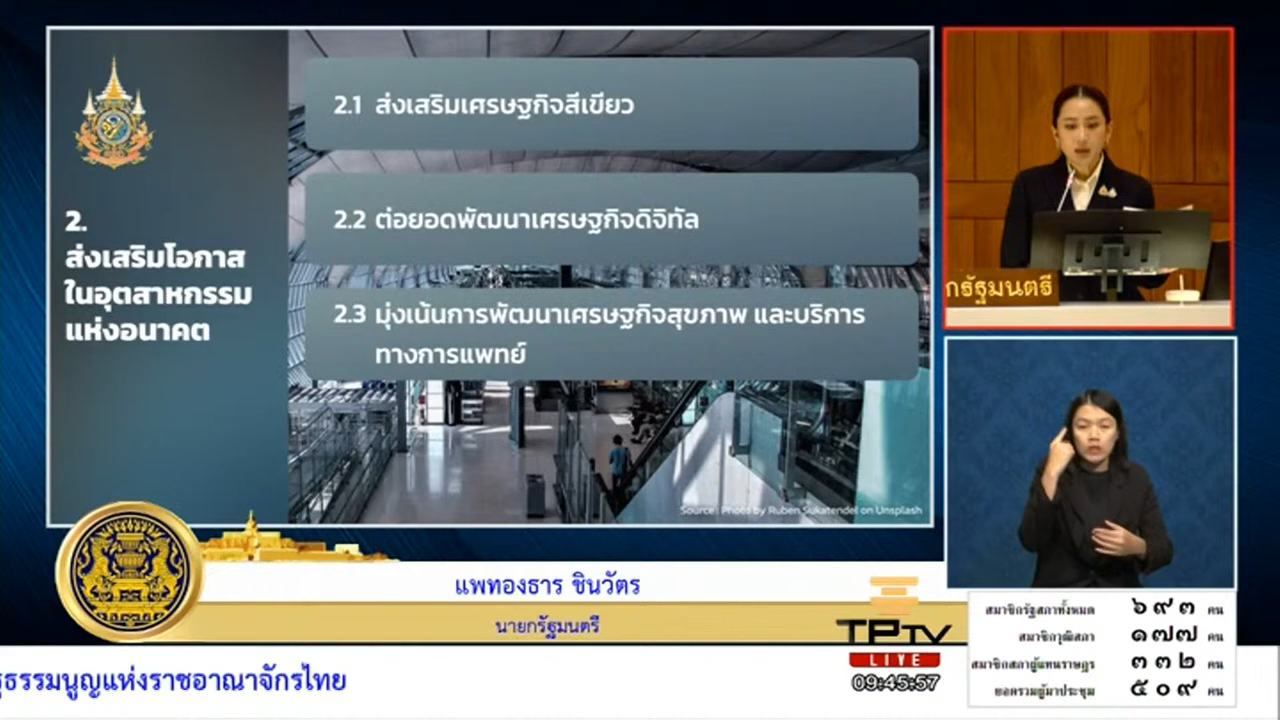 2.
ส่งเสริมโอกาส
ในอุตสาหกรรม
แห่งอนาคต
2.1 ส่งเสริมเศรษฐกิจสีเขียว
2.2 ต่อยอดพัฒนาเศรษฐกิจดิจิทัล
2.3 มุ่งเน้นการพัฒนาเศรษฐกิจสุขภาพ และบริการ
ทางการแพทย์
Source : Photo by Ruben Sukatendel on Unsplash
กรัฐมนตรี
แพทองธาร ชินวัตร
นายกรัฐมนตรี
TPTV
LIVE
09:45:57
สมาชิกรัฐสภาทั้งหมด ๖๙๓ คน
สมาชิกวุฒิสภา ๑๗๗ คน
สมาชิกสภาผู้แทนราษฎร ๓๓๒ คน
ยอดรวมผู้มาประชุม ๕๐๙ คน
ฐธรรมนูญแห่งราชอาณาจักรไทย